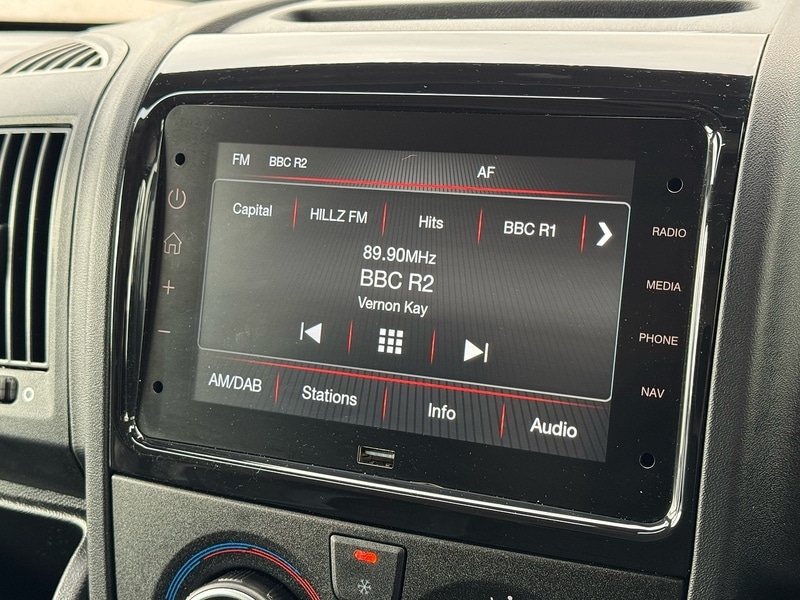 FM BBC R2 AF
Capital HILLZ FM Hits BBC R1
89.90MHz
BBC R2
Vernon Kay
AM/DAB Stations Info Audio
RADIO
MEDIA
PHONE
NAV